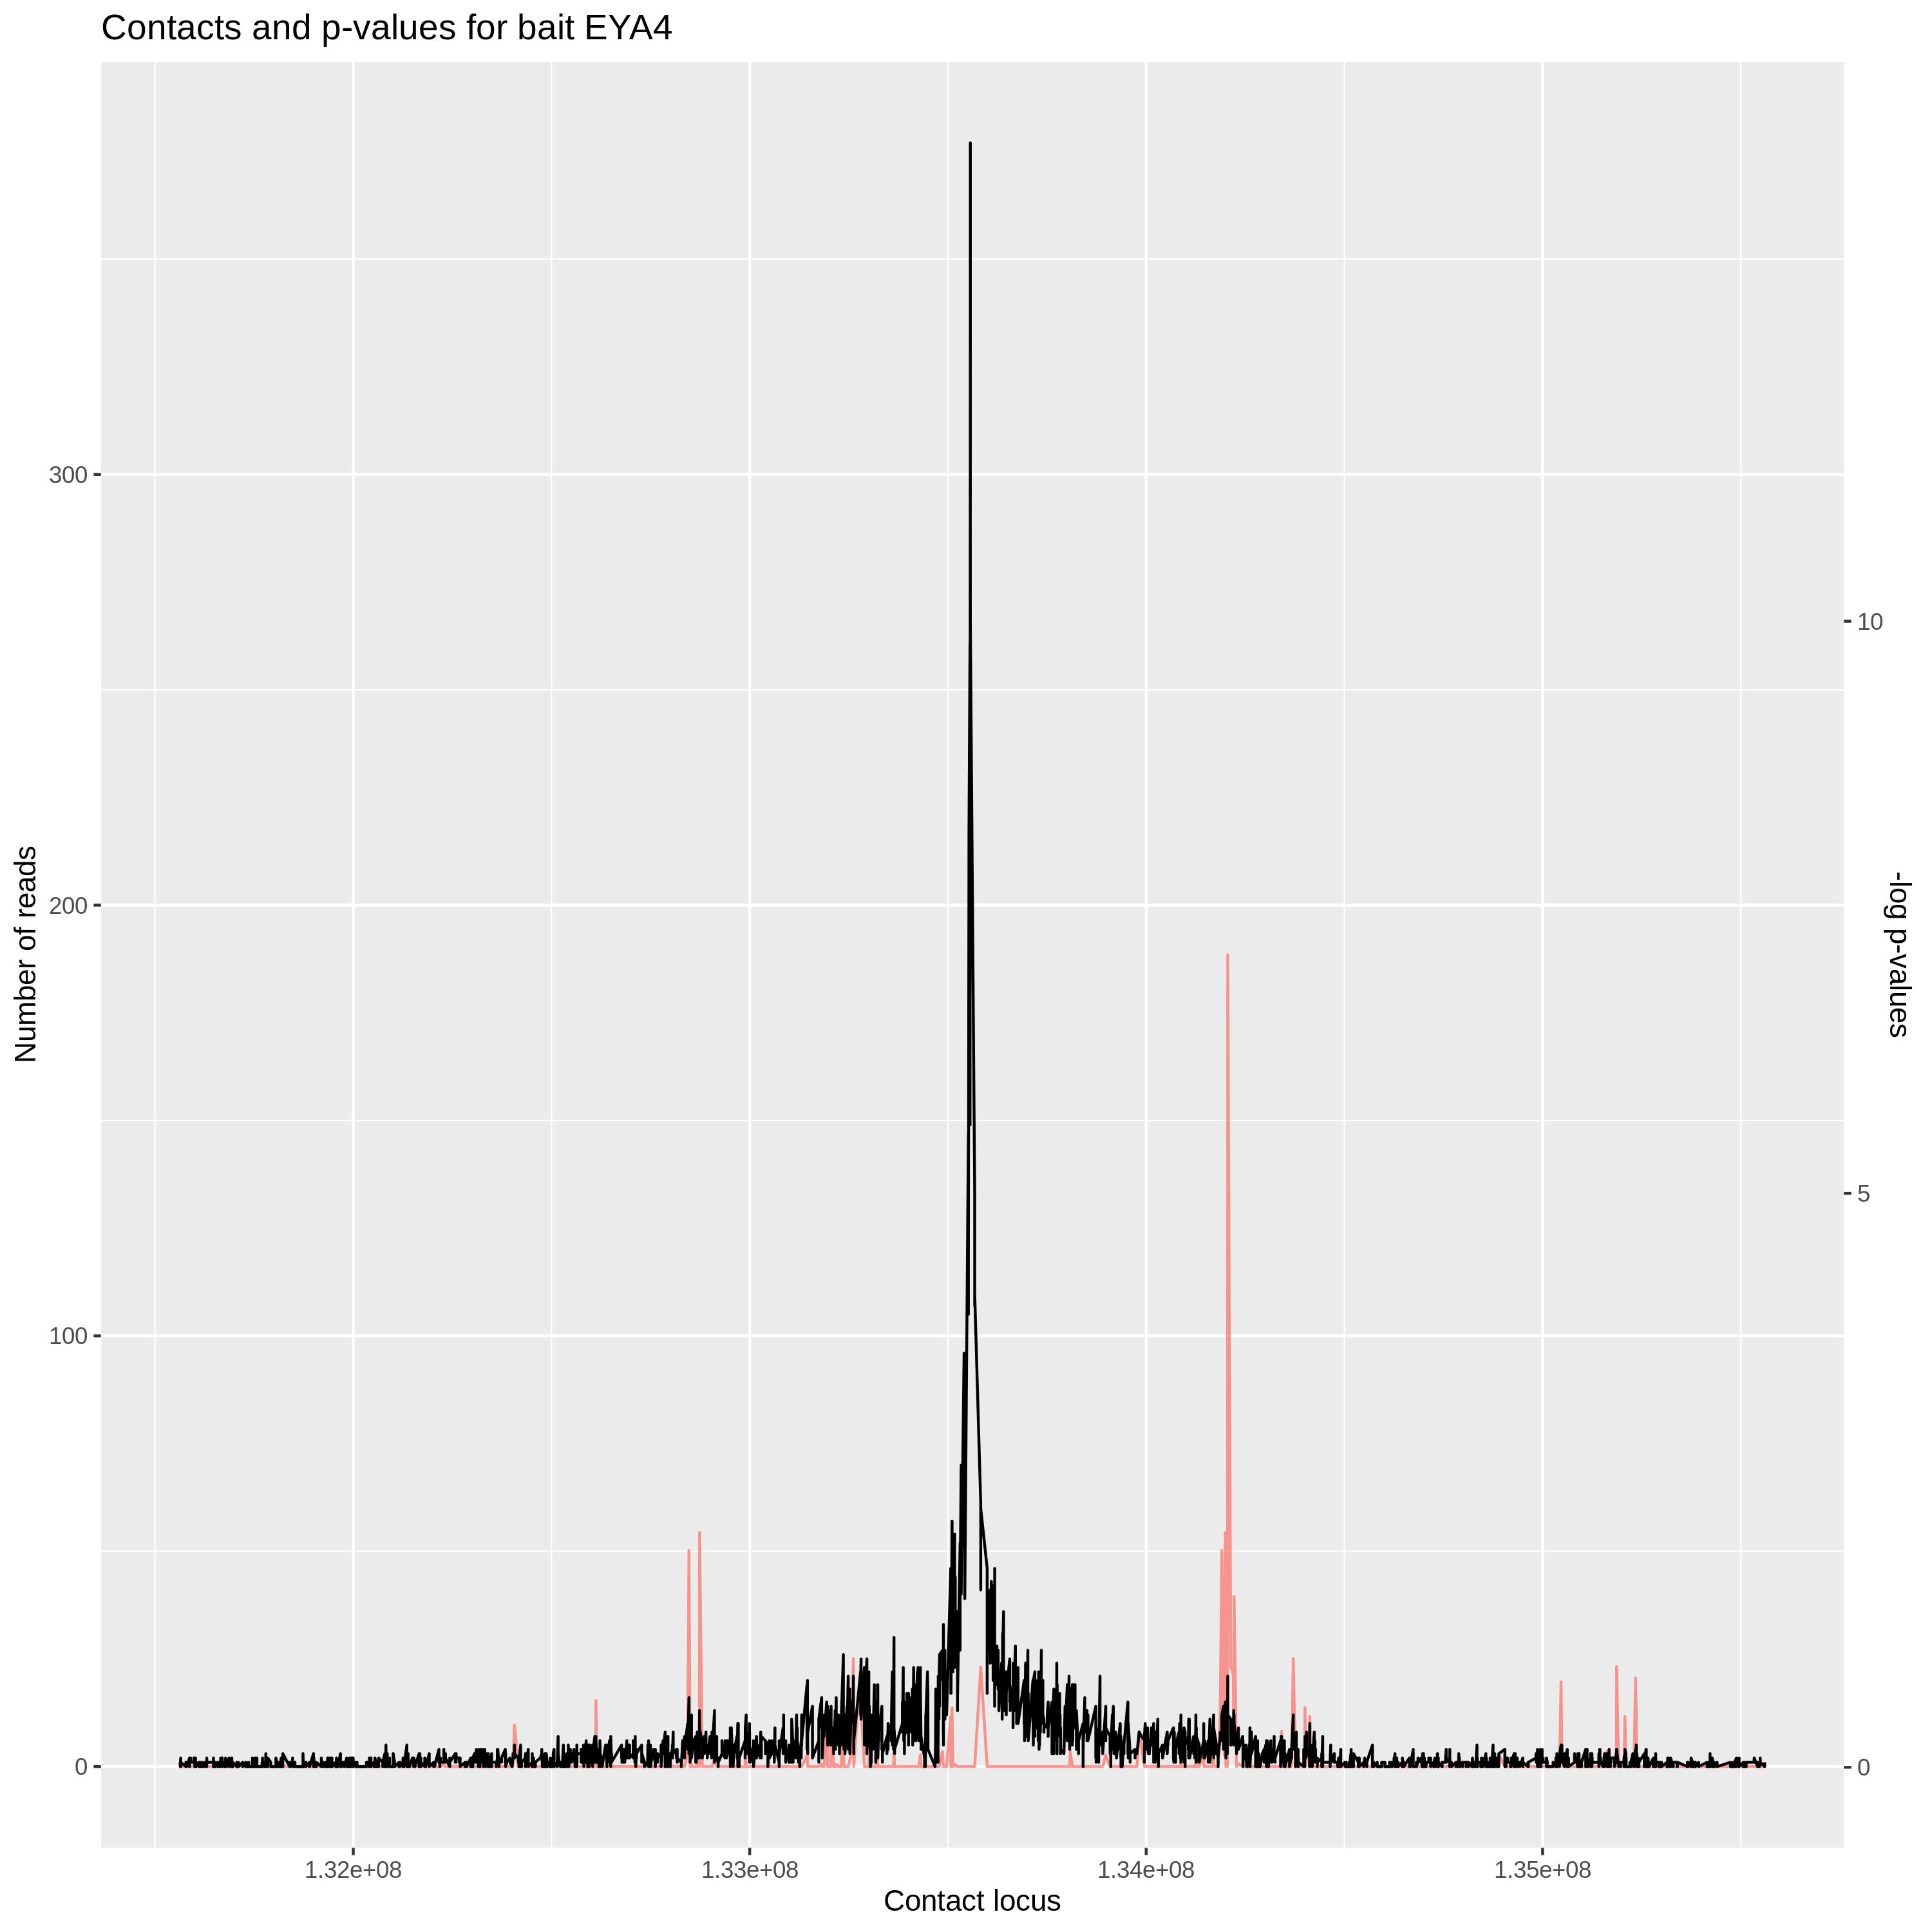 Contacts and p-values for bait EYA4
Number of reads
300
200
100
0
10
5
0
-log p-values
1.32e+08 1.33e+08 1.34e+08 1.35e+08
Contact locus